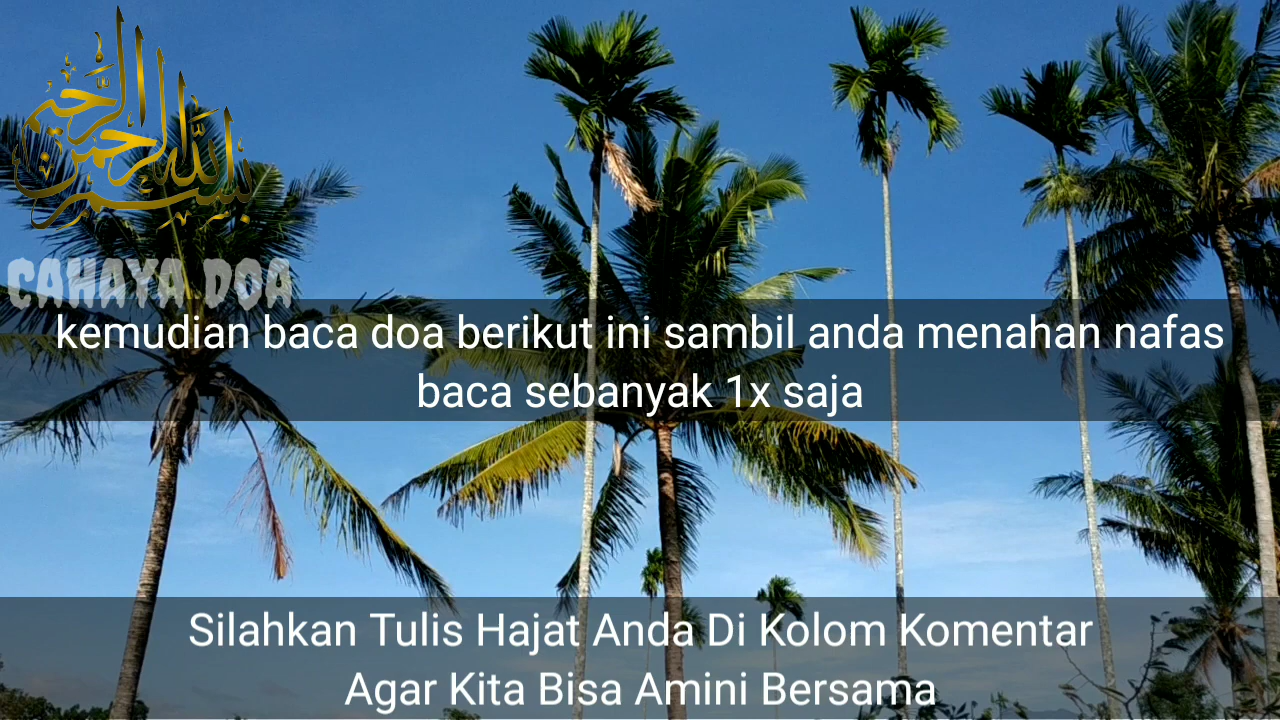 بسم الله الرحمن الرحيم
CAHAYA DOA
kemudian baca doa berikut ini sambil anda menahan nafas
baca sebanyak 1x saja
Silahkan Tulis Hajat Anda Di Kolom Komentar
Agar Kita Bisa Amini Bersama